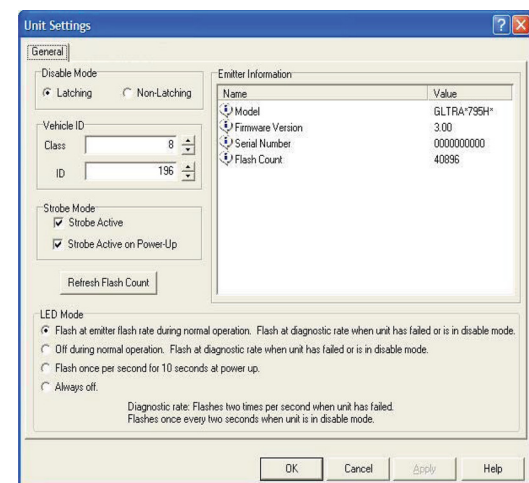 Unit Settings
General
Disable Mode
Latching
Non-Latching
Vehicle ID
Class 8
ID 196
Strobe Mode
Strobe Active
Strobe Active on Power-Up
Refresh Flash Count
Emitter Information
Name Value
Model GLTRA*795H*
Firmware Version 3.00
Serial Number 0000000000
Flash Count 40896
LED Mode
Flash at emitter flash rate during normal operation. Flash at diagnostic rate when unit has failed or is in disable mode.
Off during normal operation. Flash at diagnostic rate when unit has failed or is in disable mode.
Flash once per second for 10 seconds at power up.
Always off.
Diagnostic rate: Flashes two times per second when unit has failed.
Flashes once every two seconds when unit is in disable mode.
OK Cancel Apply Help